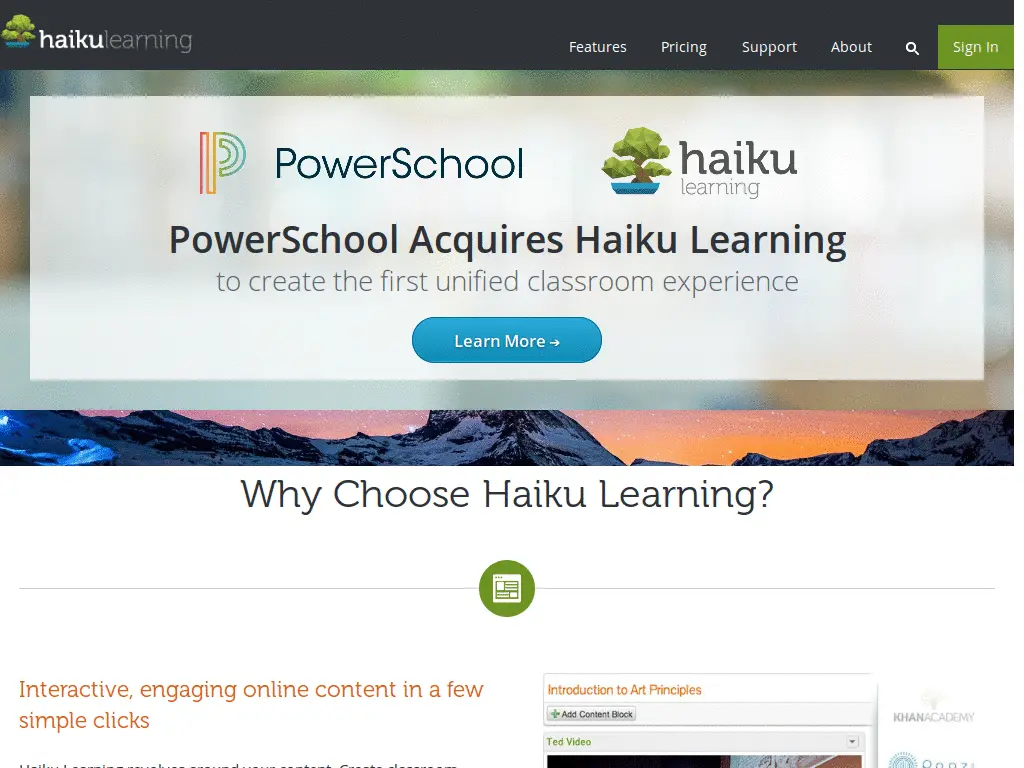 haikulearning
Features Pricing Support About Sign In
PowerSchool haiku learning
PowerSchool Acquires Haiku Learning
to create the first unified classroom experience
Learn More →
Why Choose Haiku Learning?
Interactive, engaging online content in a few
simple clicks
Introduction to Art Principles
Add Content Block
Ted Video
KHANACADEMY